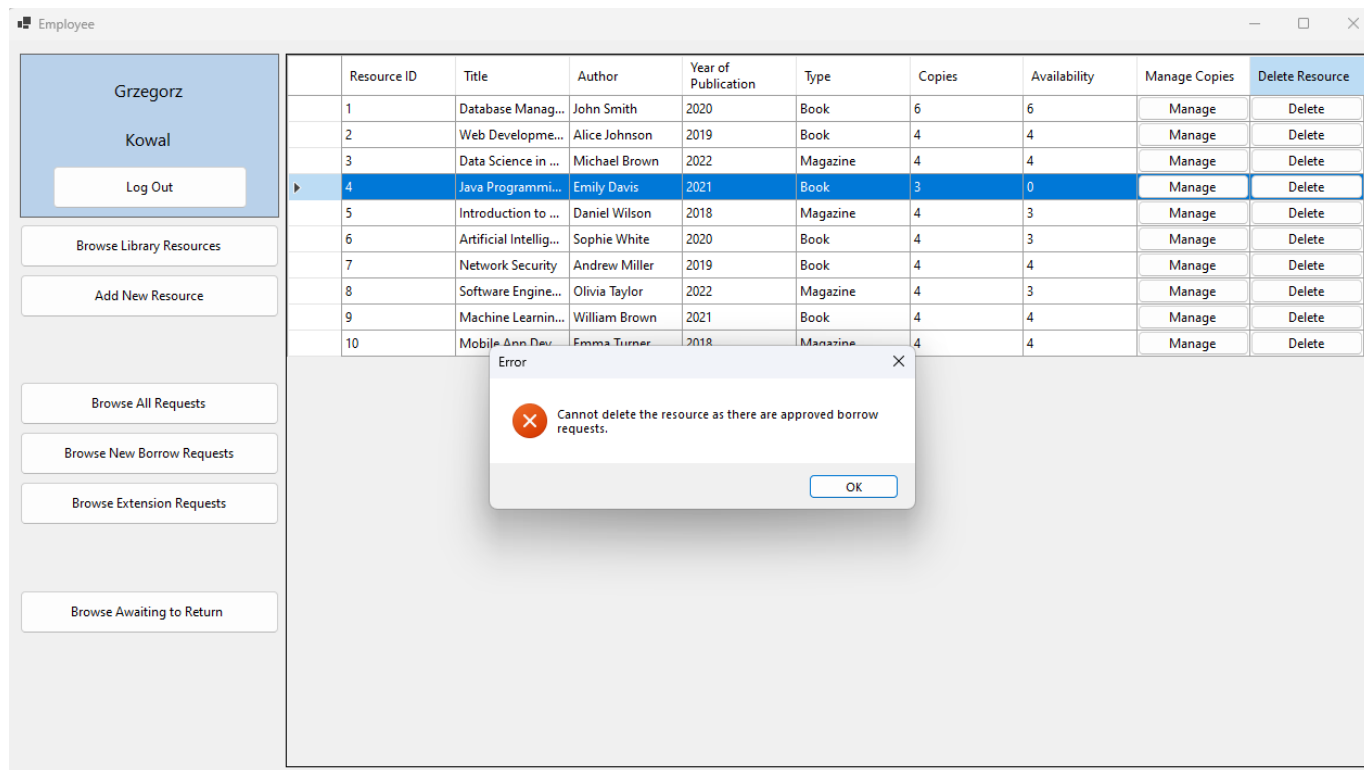 Employee
Grzegorz
Kowal
Log Out
Browse Library Resources
Add New Resource
Browse All Requests
Browse New Borrow Requests
Browse Extension Requests
Browse Awaiting to Return
Resource ID Title Author Year of Publication Type Copies Availability Manage Copies Delete Resource
1 Database Manag... John Smith 2020 Book 6 6 Manage Delete
2 Web Developme... Alice Johnson 2019 Book 4 4 Manage Delete
3 Data Science in ... Michael Brown 2022 Magazine 4 4 Manage Delete
4 Java Programmi... Emily Davis 2021 Book 3 0 Manage Delete
5 Introduction to ... Daniel Wilson 2018 Magazine 4 3 Manage Delete
6 Artificial Intellig... Sophie White 2020 Book 4 3 Manage Delete
7 Network Security Andrew Miller 2019 Book 4 4 Manage Delete
8 Software Engine... Olivia Taylor 2022 Magazine 4 3 Manage Delete
9 Machine Learnin... William Brown 2021 Book 4 4 Manage Delete
10 Mobile App Dev... Emma Turner 2018 Magazine 4 4 Manage Delete
Error
Cannot delete the resource as there are approved borrow
requests.
OK